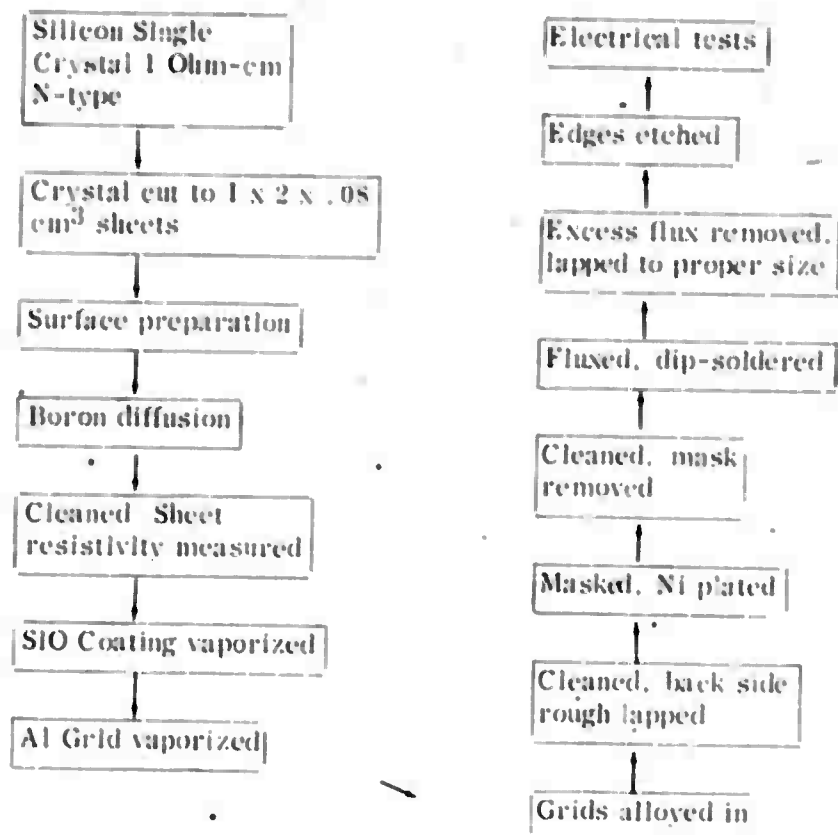 Silicon Single
Crystal 1 Ohm-cm
N-type
Crystal cut to 1 x 2 x .08
cm3 sheets
Surface preparation
Boron diffusion
Cleaned Sheet
resistivity measured
SiO Coating vaporized
Al Grid vaporized
Grids alloyed in
Cleaned, back side
rough lapped
Masked, Ni plated
Cleaned, mask
removed
Fluxed, dip-soldered
Excess flux removed,
lapped to proper size
Edges etched
Electrical tests